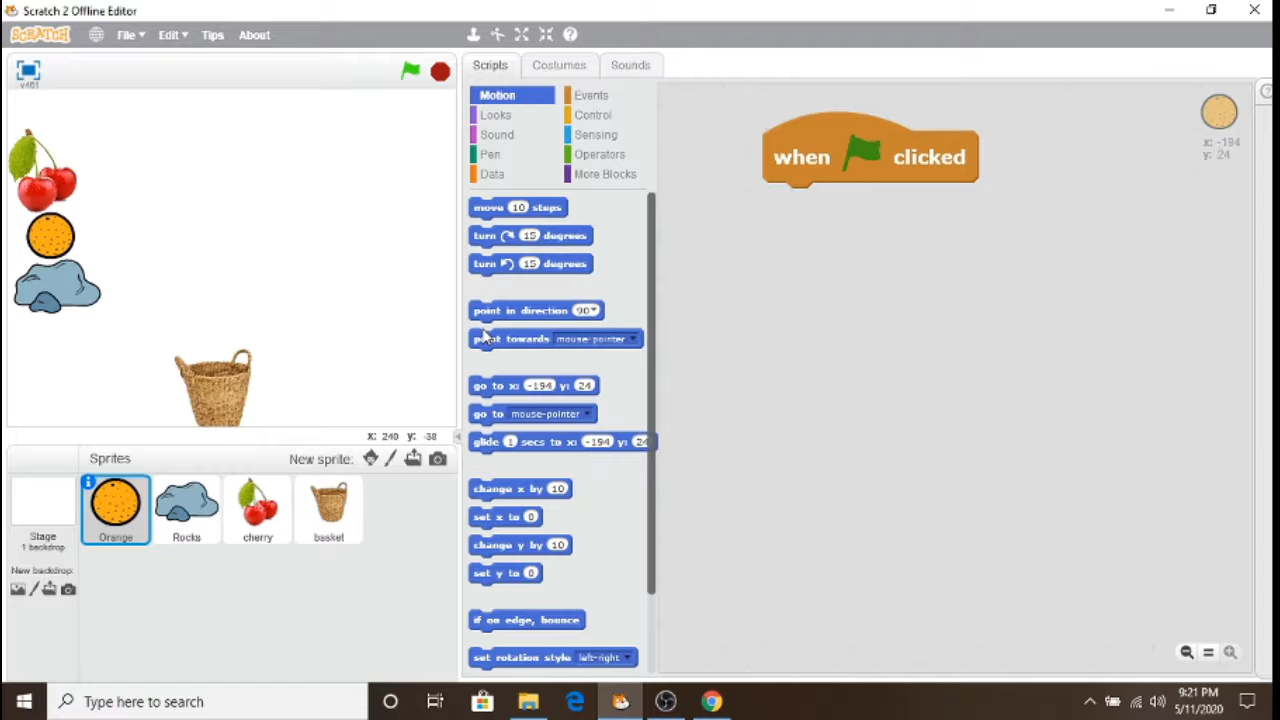 Scratch 2 Offline Editor
SCRATCH File Edit Tips About
v461
Scripts Costumes Sounds
Motion Events
Looks Control
Sound Sensing
Pen Operators
Data More Blocks
move 10 steps
turn 15 degrees
turn 15 degrees
point in direction 90
point towards mouse-pointer
go to x: -194 y: 24
go to mouse-pointer
glide 1 secs to x: -194 y: 24
change x by 10
set x to 0
change y by 10
set y to 0
if on edge, bounce
set rotation style left-right
when clicked
x: -194
y: 24
x: 240 y: -38
Sprites New sprite:
Stage
1 backdrop
New backdrop:
Orange Rocks cherry basket
Type here to search
9:21 PM
5/11/2020